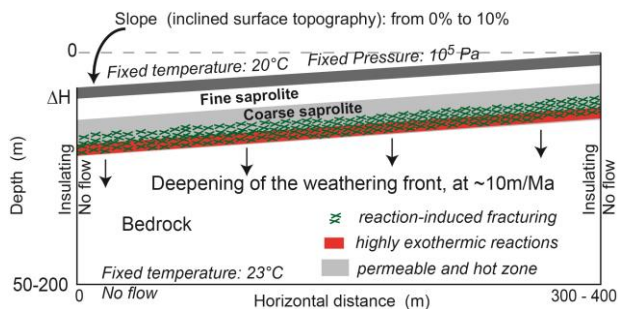 Slope (inclined surface topography): from 0% to 10%
0
Fixed temperature: 20°C Fixed Pressure: 10⁵ Pa
ΔH
Fine saprolite
Coarse saprolite
Depth (m)
Insulating
No flow
Insulating
No flow
Deepening of the weathering front, at ~10m/Ma
Bedrock
reaction-induced fracturing
highly exothermic reactions
permeable and hot zone
Fixed temperature: 23°C
No flow
50-200
0
Horizontal distance (m)
300 - 400